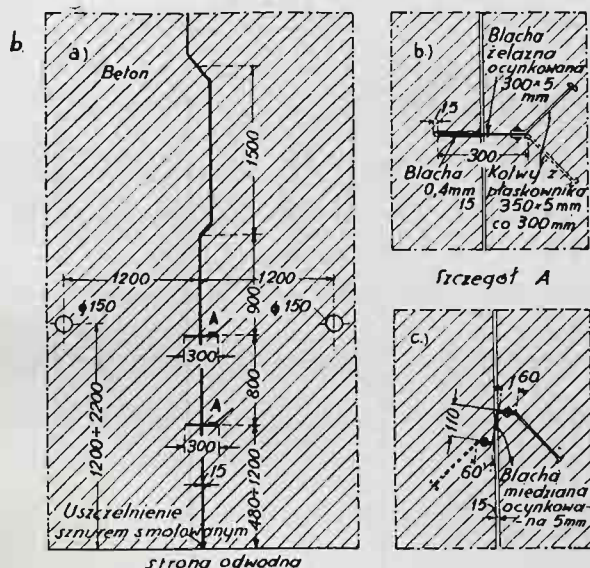 b.
a)
Beton
1500
1200
1200
900
ϕ150
ϕ150
A
300
800
A
300
15
1200÷2200
480÷1200
Uszczelnienie
sznurem smołowanym
strona odwodna
b.)
Blacha
żelazna
ocynkowana
300×5
mm
15
300
Blacha
0,4mm
15
Kotwy z
płaskownika
350×5mm
co 300mm
Szczegół A
c.)
60
110
60
15
Blacha
miedziana
ocynkowa-
na 5mm